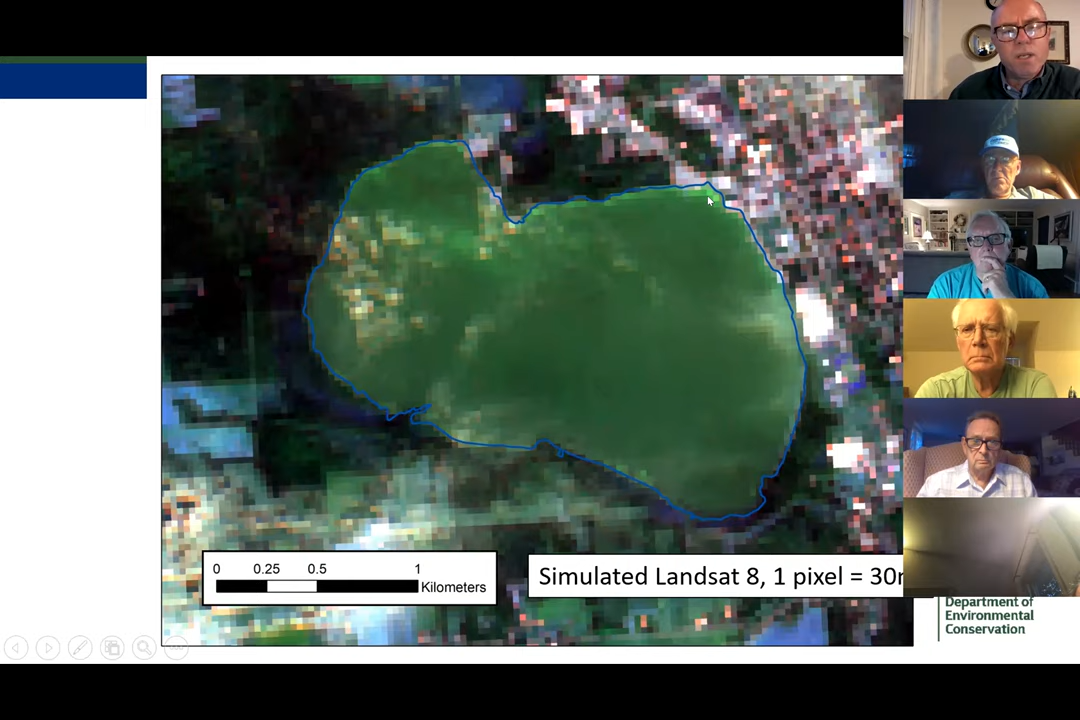 0 0.25 0.5 1
Kilometers
Simulated Landsat 8, 1 pixel = 30
Department of
Environmental
Conservation